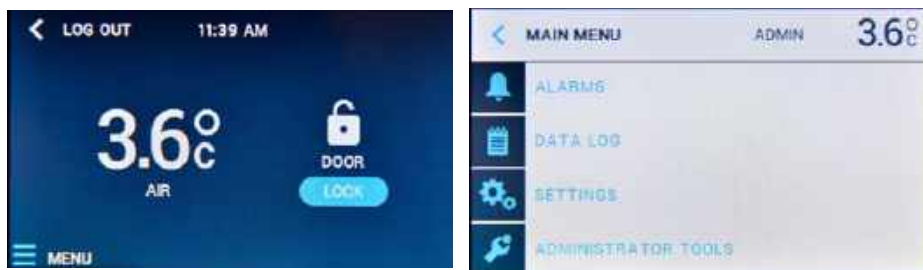 LOG OUT 11:39 AM
3.6°C
AIR
DOOR
LOCK
MENU
MAIN MENU ADMIN 3.6°C
ALARMS
DATA LOG
SETTINGS
ADMINISTRATOR TOOLS